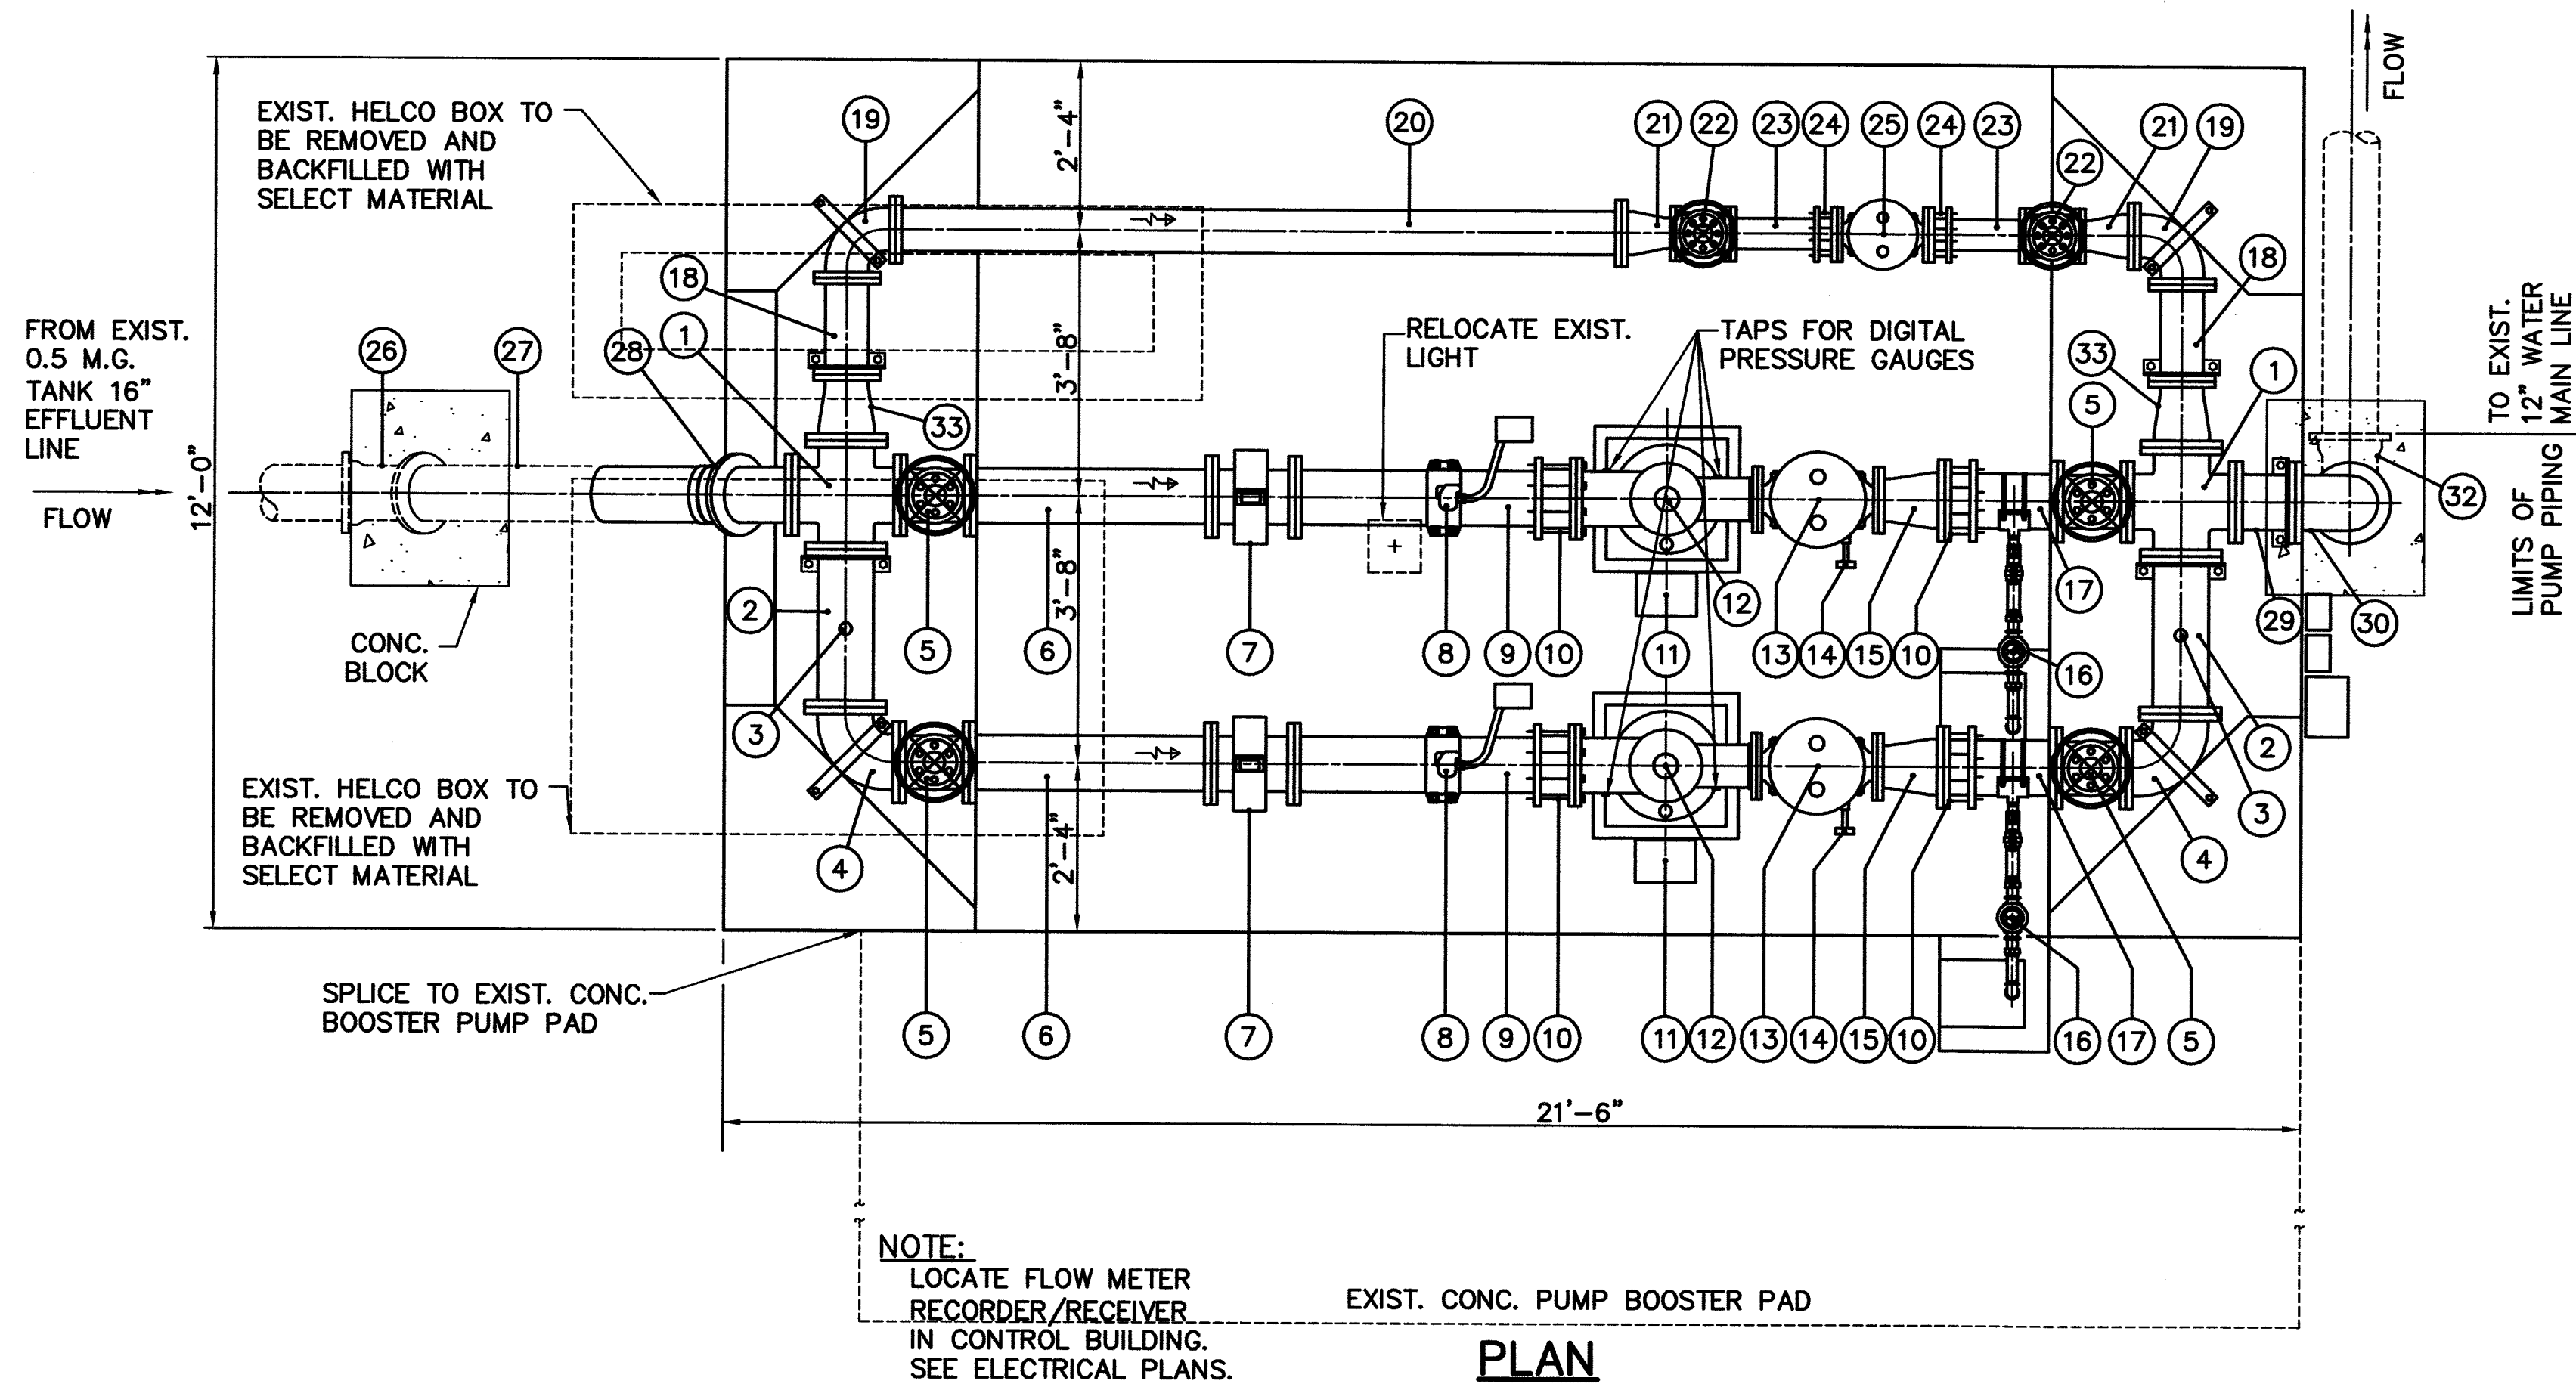 FLOW
EXIST. HELCO BOX TO
BE REMOVED AND
BACKFILLED WITH
SELECT MATERIAL
19
2'-4"
20
21
22
23
24
25
24
23
22
21
19
18
18
FROM EXIST.
0.5 M.G.
TANK 16"
EFFLUENT
LINE
FLOW
12'-0"
26
27
28
1
33
3'-8"
RELOCATE EXIST.
LIGHT
TAPS FOR DIGITAL
PRESSURE GAUGES
33
5
1
TO EXIST.
12" WATER
MAIN LINE
32
LIMITS OF
PUMP PIPING
CONC.
BLOCK
2
3
5
6
3'-8"
7
8
9
10
11
12
13
14
15
10
16
17
29
30
2
3
4
EXIST. HELCO BOX TO
BE REMOVED AND
BACKFILLED WITH
SELECT MATERIAL
4
2'-4"
SPLICE TO EXIST. CONC.
BOOSTER PUMP PAD
5
6
7
8
9
10
11
12
13
14
15
10
16
17
5
21'-6"
NOTE:
LOCATE FLOW METER
RECORDER/RECEIVER
IN CONTROL BUILDING.
SEE ELECTRICAL PLANS.
EXIST. CONC. PUMP BOOSTER PAD
PLAN